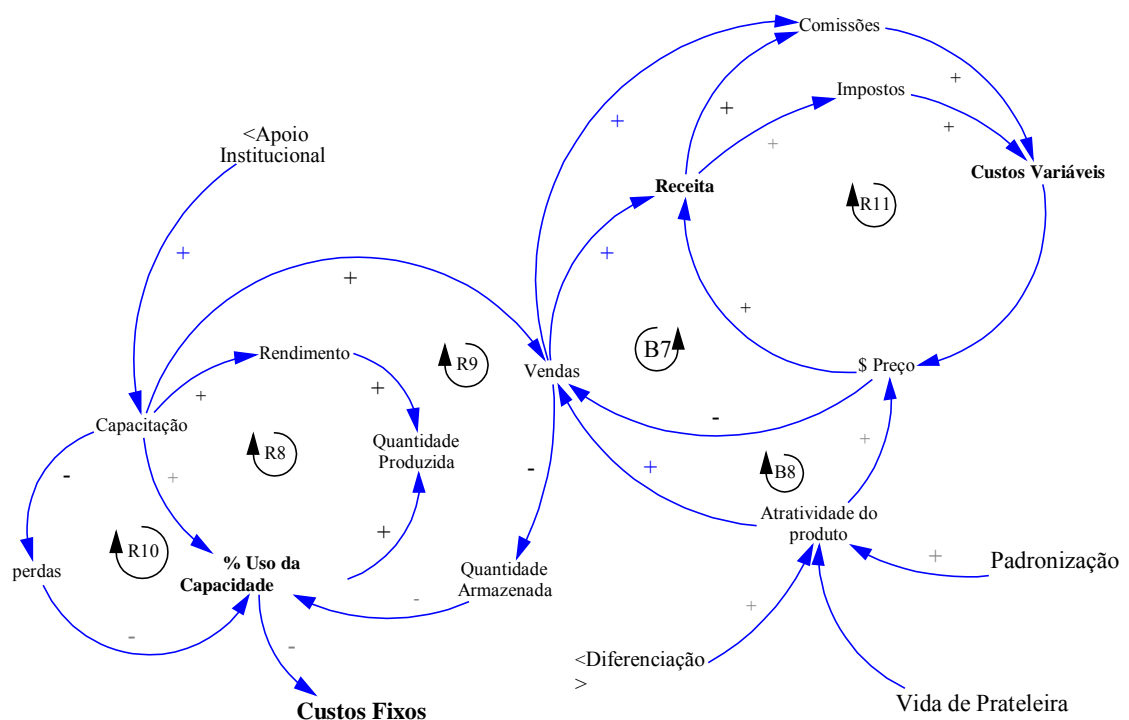 Comissões
+
Impostos
+
+
+
<Apoio
Institucional
+
+
Custos Variáveis
Receita
R11
+
+
+
+
B7
R9
Rendimento
Vendas
$ Preço
+
+
Capacitação
-
Quantidade
Produzida
R8
+
-
+
-
+
B8
Atratividade do
produto
R10
+
+
Padronização
% Uso da
Capacidade
perdas
Quantidade
Armazenada
-
+
-
-
<Diferenciação
>
Vida de Prateleira
Custos Fixos